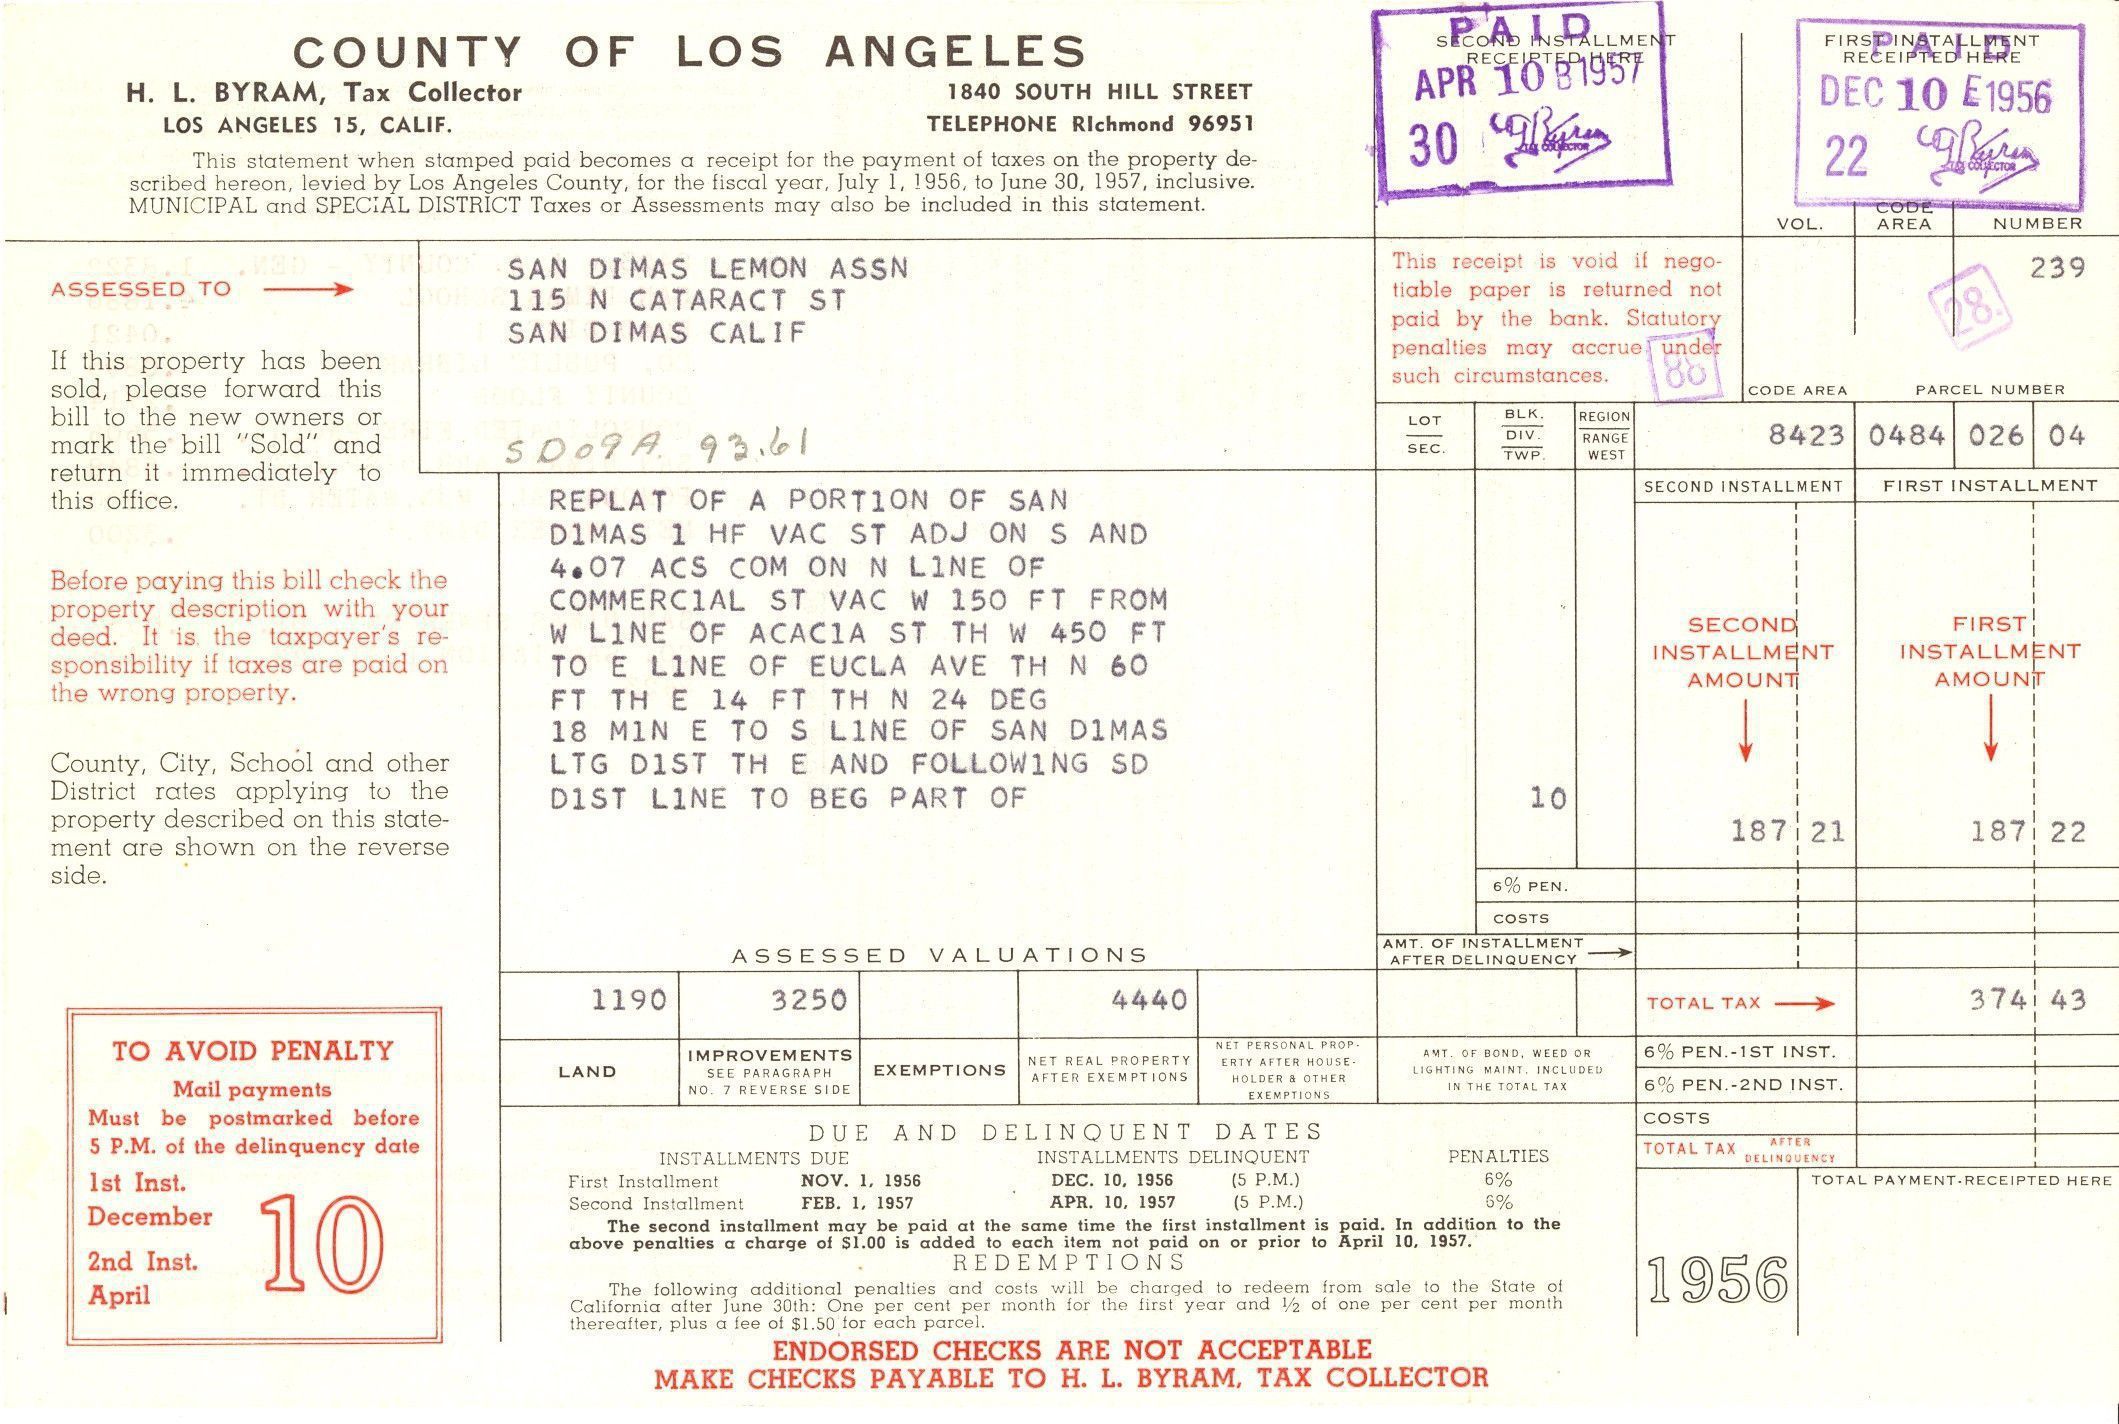 COUNTY OF LOS ANGELES
H. L. BYRAM, Tax Collector
LOS ANGELES 15, CALIF.
1840 SOUTH HILL STREET
TELEPHONE RIchmond 96951
This statement when stamped paid becomes a receipt for the payment of taxes on the property de-
scribed hereon, levied by Los Angeles County, for the fiscal year, July 1, 1956, to June 30, 1957, inclusive.
MUNICIPAL and SPECIAL DISTRICT Taxes or Assessments may also be included in this statement.
SECOND INSTALLMENT
RECEIPTED HERE
PAID
APR 10 B 1957
30
TAX COLLECTOR
FIRST INSTALLMENT
RECEIPTED HERE
PAID
DEC 10 E 1956
22
TAX COLLECTOR
VOL.
CODE
AREA
NUMBER
239
28.
88
ASSESSED TO
SAN DIMAS LEMON ASSN
115 N CATARACT ST
SAN DIMAS CALIF
SD09A 93.61
If this property has been
sold, please forward this
bill to the new owners or
mark the bill "Sold" and
return it immediately to
this office.
Before paying this bill check the
property description with your
deed. It is the taxpayer's re-
sponsibility if taxes are paid on
the wrong property.
County, City, School and other
District rates applying to the
property described on this state-
ment are shown on the reverse
side.
This receipt is void if nego-
tiable paper is returned not
paid by the bank. Statutory
penalties may accrue under
such circumstances.
CODE AREA
PARCEL NUMBER
LOT
SEC.
BLK.
DIV.
TWP.
REGION
RANGE
WEST
8423 0484 026 04
REPLAT OF A PORT1ON OF SAN
D1MAS 1 HF VAC ST ADJ ON S AND
4.07 ACS COM ON N L1NE OF
COMMERC1AL ST VAC W 150 FT FROM
W L1NE OF ACAC1A ST TH W 450 FT
TO E L1NE OF EUCLA AVE TH N 60
FT TH E 14 FT TH N 24 DEG
18 M1N E TO S L1NE OF SAN D1MAS
LTG D1ST TH E AND FOLLOW1NG SD
D1ST L1NE TO BEG PART OF
10
SECOND INSTALLMENT
FIRST INSTALLMENT
SECOND
INSTALLMENT
AMOUNT
FIRST
INSTALLMENT
AMOUNT
187 21
187 22
6% PEN.
COSTS
AMT. OF INSTALLMENT
AFTER DELINQUENCY
ASSESSED VALUATIONS
1190
3250
4440
TOTAL TAX
374 43
LAND
IMPROVEMENTS
SEE PARAGRAPH
NO. 7 REVERSE SIDE
EXEMPTIONS
NET REAL PROPERTY
AFTER EXEMPTIONS
NET PERSONAL PROP-
ERTY AFTER HOUSE-
HOLDER & OTHER
EXEMPTIONS
AMT. OF BOND, WEED OR
LIGHTING MAINT. INCLUDED
IN THE TOTAL TAX
6% PEN.-1ST INST.
6% PEN.-2ND INST.
COSTS
TOTAL TAX AFTER DELINQUENCY
TO AVOID PENALTY
Mail payments
Must be postmarked before
5 P.M. of the delinquency date
1st Inst.
December
2nd Inst.
April
10
DUE AND DELINQUENT DATES
INSTALLMENTS DUE INSTALLMENTS DELINQUENT PENALTIES
First Installment NOV. 1, 1956 DEC. 10, 1956 (5 P.M.) 6%
Second Installment FEB. 1, 1957 APR. 10, 1957 (5 P.M.) 6%
The second installment may be paid at the same time the first installment is paid. In addition to the
above penalties a charge of $1.00 is added to each item not paid on or prior to April 10, 1957.
REDEMPTIONS
The following additional penalties and costs will be charged to redeem from sale to the State of
California after June 30th: One per cent per month for the first year and ½ of one per cent per month
thereafter, plus a fee of $1.50 for each parcel.
ENDORSED CHECKS ARE NOT ACCEPTABLE
MAKE CHECKS PAYABLE TO H. L. BYRAM, TAX COLLECTOR
1956
TOTAL PAYMENT-RECEIPTED HERE